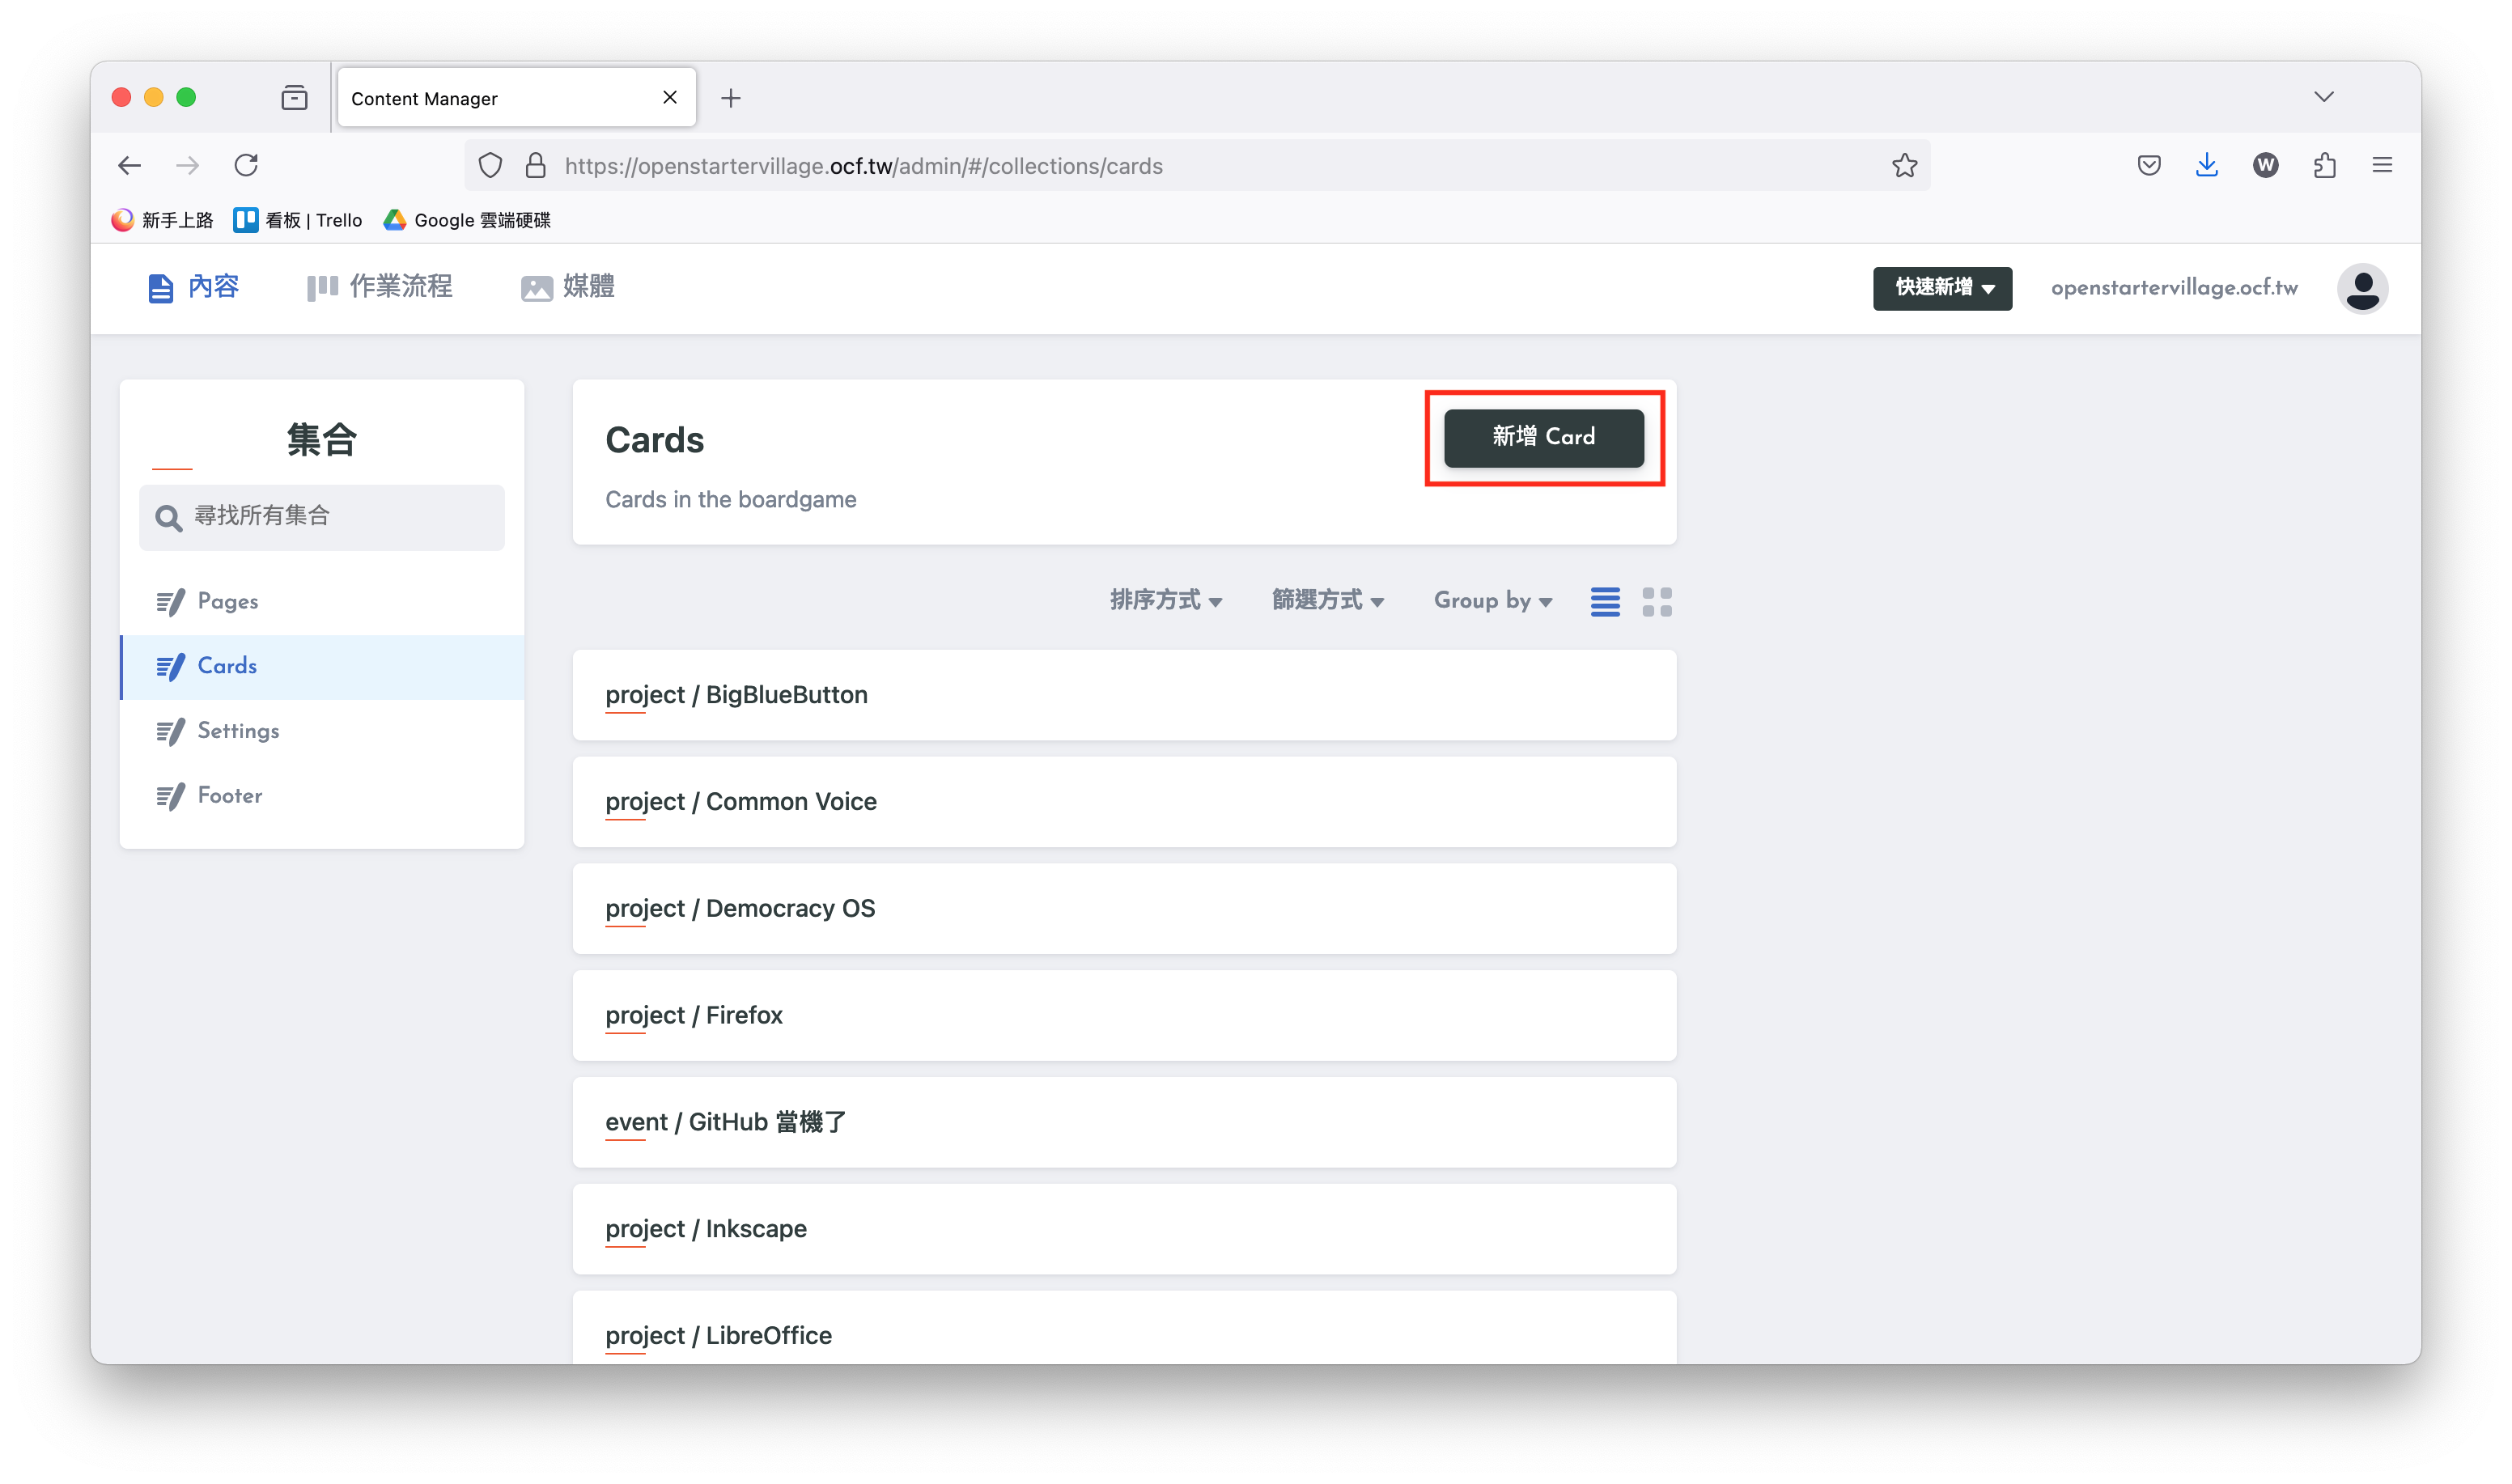 Content Manager
https://openstartervillage.ocf.tw/admin/#/collections/cards
W
新手上路 看板 | Trello Google 雲端硬碟
內容 作業流程 媒體 快速新增 openstartervillage.ocf.tw
集合
尋找所有集合
Pages
Cards
Settings
Footer
Cards
新增 Card
Cards in the boardgame
排序方式 篩選方式 Group by
project / BigBlueButton
project / Common Voice
project / Democracy OS
project / Firefox
event / GitHub 當機了
project / Inkscape
project / LibreOffice